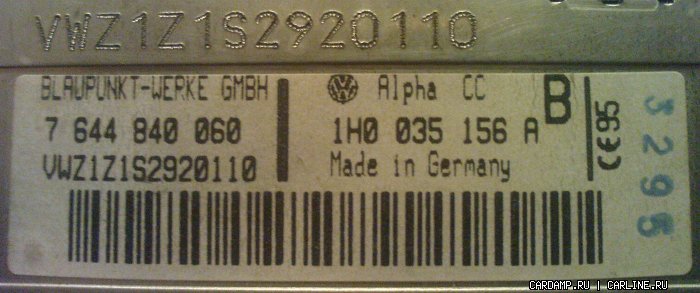 VWZ1Z1S2920110
BLAUPUNKT-WERKE GMBH
7 644 840 060
VWZ1Z1S2920110
VW Alpha CC
1H0 035 156 A
Made in Germany
B
CE95
3295
CARDAMP.RU | CARLINE.RU